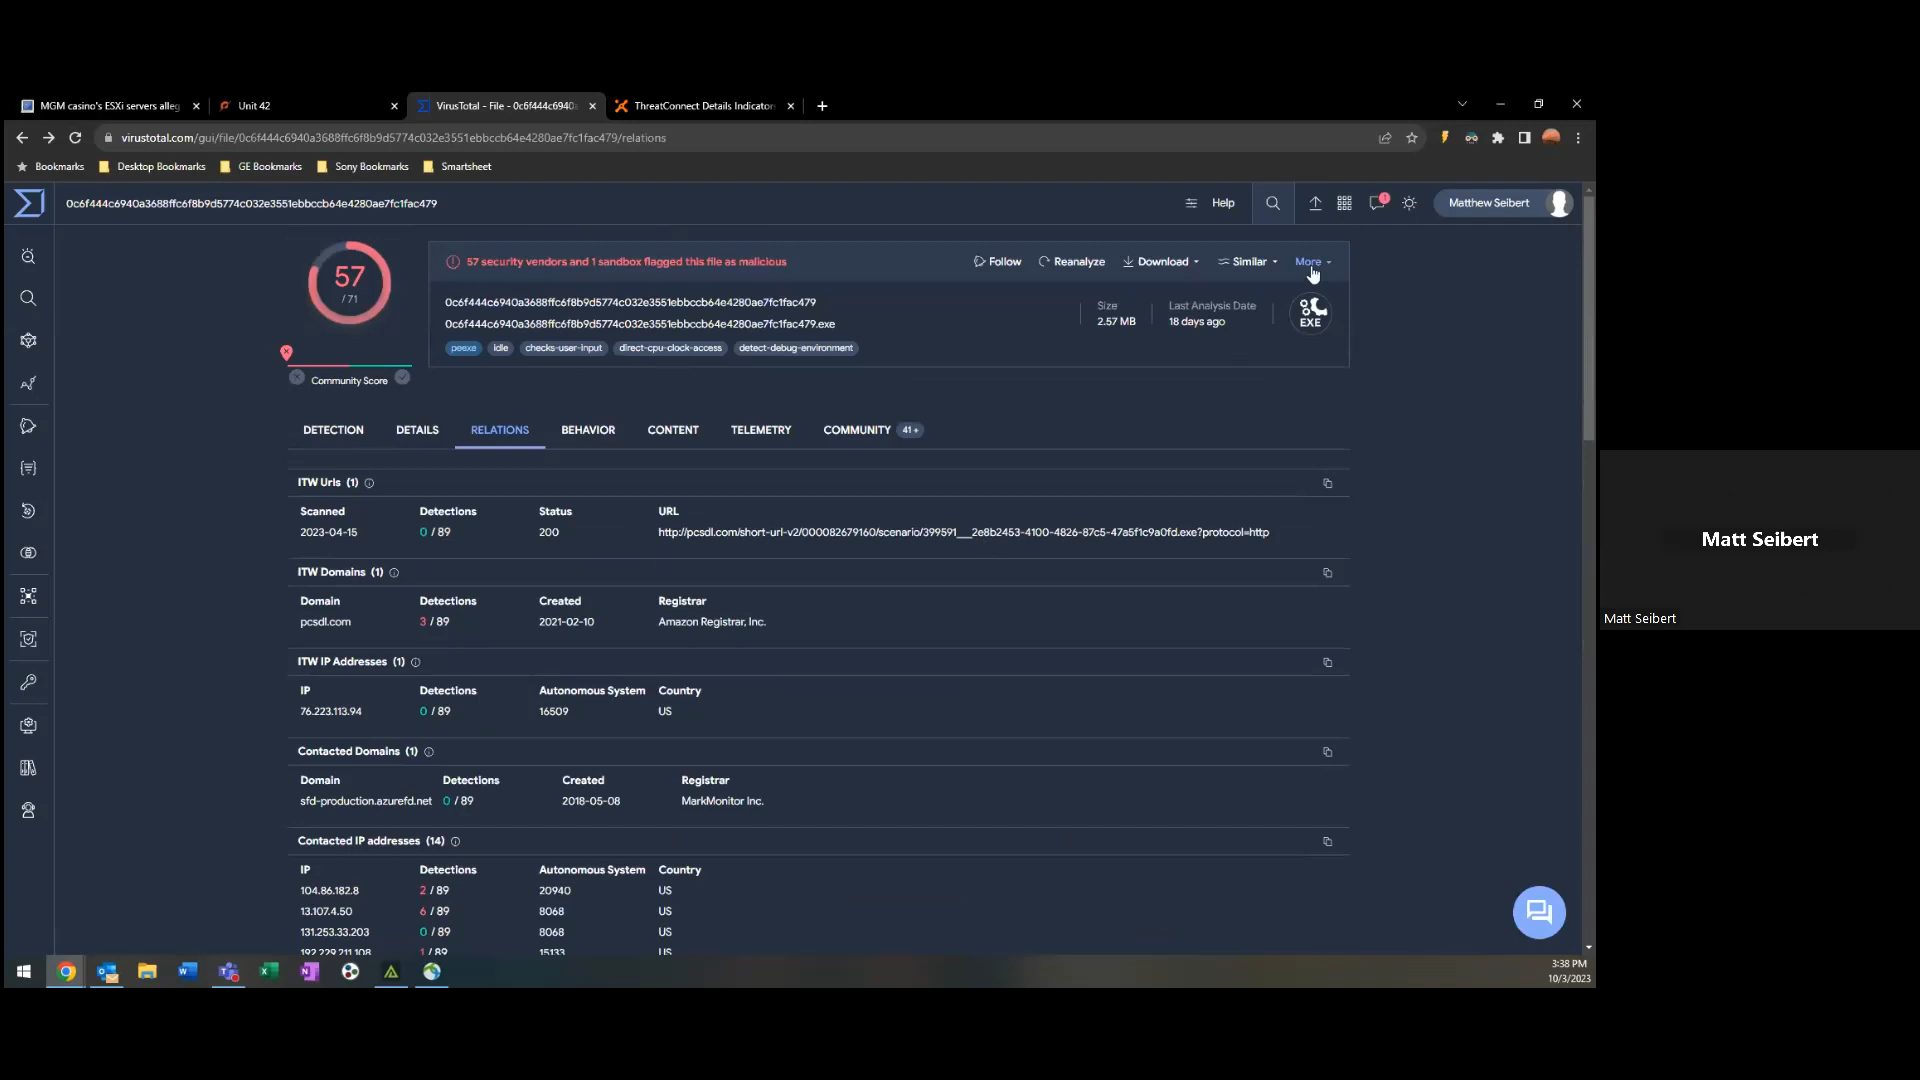 MGM casino's ESXi servers alleg
Unit 42
VirusTotal - File - 0c6f444c6940
ThreatConnect Details Indicator
virustotal.com/gui/file/0c6f444c6940a3688ffc6f8b9d5774c032e3551ebbccb64e4280ae7fc1fac479/relations
Bookmarks Desktop Bookmarks GE Bookmarks Sony Bookmarks Smartsheet
0c6f444c6940a3688ffc6f8b9d5774c032e3551ebbccb64e4280ae7fc1fac479
Help
Matthew Seibert
57
/ 71
Community Score
57 security vendors and 1 sandbox flagged this file as malicious
Follow Reanalyze Download Similar More
0c6f444c6940a3688ffc6f8b9d5774c032e3551ebbccb64e4280ae7fc1fac479
0c6f444c6940a3688ffc6f8b9d5774c032e3551ebbccb64e4280ae7fc1fac479.exe
peexe idle checks-user-input direct-cpu-clock-access detect-debug-environment
Size
2.57 MB
Last Analysis Date
18 days ago
EXE
DETECTION DETAILS RELATIONS BEHAVIOR CONTENT TELEMETRY COMMUNITY 41+
ITW Urls (1)
Scanned Detections Status URL
2023-04-15 0 / 89 200 http://pcsdl.com/short-url-v2/000082679160/scenario/399591___2e8b2453-4100-4826-87c5-47a5f1c9a0fd.exe?protocol=http
ITW Domains (1)
Domain Detections Created Registrar
pcsdl.com 3 / 89 2021-02-10 Amazon Registrar, Inc.
ITW IP Addresses (1)
IP Detections Autonomous System Country
76.223.113.94 0 / 89 16509 US
Contacted Domains (1)
Domain Detections Created Registrar
sfd-production.azurefd.net 0 / 89 2018-05-08 MarkMonitor Inc.
Contacted IP addresses (14)
IP Detections Autonomous System Country
104.86.182.8 2 / 89 20940 US
13.107.4.50 6 / 89 8068 US
131.253.33.203 0 / 89 8068 US
192.229.211.108 1 / 89 15133 US
3:38 PM
10/3/2023
Matt Seibert
Matt Seibert